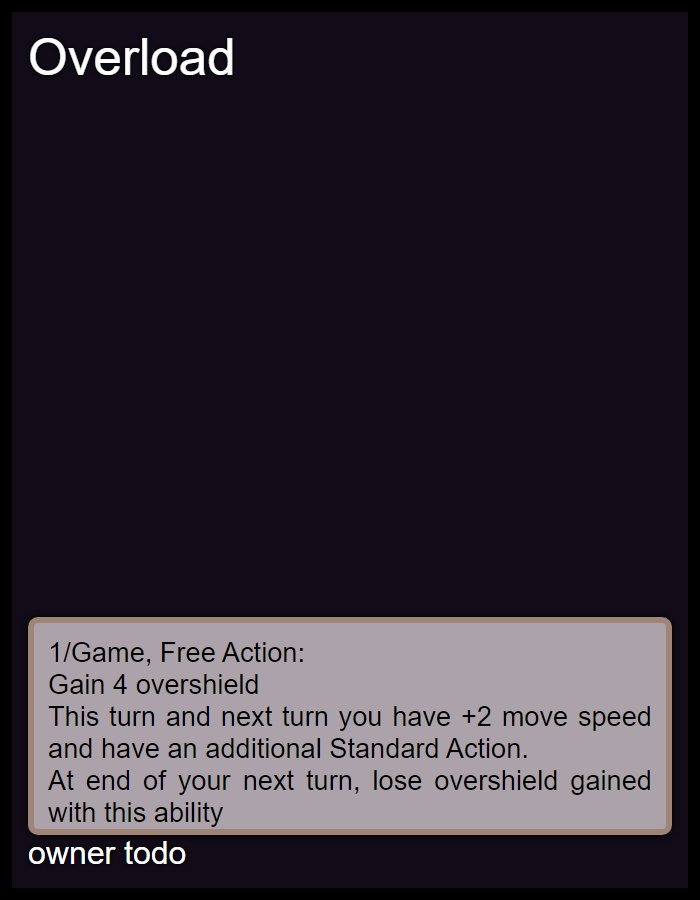 Overload
1/Game, Free Action:
Gain 4 overshield
This turn and next turn you have +2 move speed
and have an additional Standard Action.
At end of your next turn, lose overshield gained
with this ability
owner todo